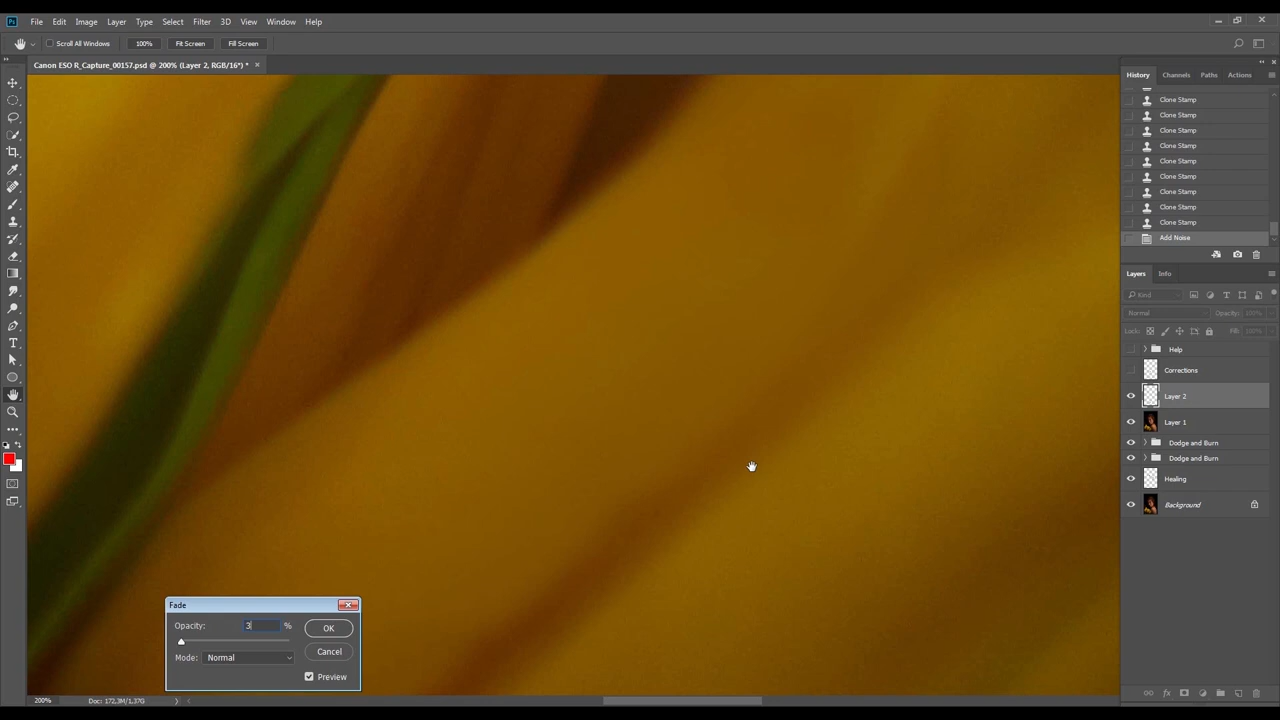 Ps File Edit Image Layer Type Select Filter 3D View Window Help
Scroll All Windows 100% Fit Screen Fill Screen
Canon ESO R_Capture_00157.psd @ 200% (Layer 2, RGB/16*) *
History Channels Paths Actions
Clone Stamp
Clone Stamp
Clone Stamp
Clone Stamp
Clone Stamp
Clone Stamp
Clone Stamp
Clone Stamp
Clone Stamp
Add Noise
Layers Info
Kind
Normal Opacity: 100%
Lock: Fill: 100%
Help
Corrections
Layer 2
Layer 1
Dodge and Burn
Dodge and Burn
Healing
Background
Fade
Opacity: 3 %
OK
Cancel
Mode: Normal
Preview
200% Doc: 172,3M/1,37G